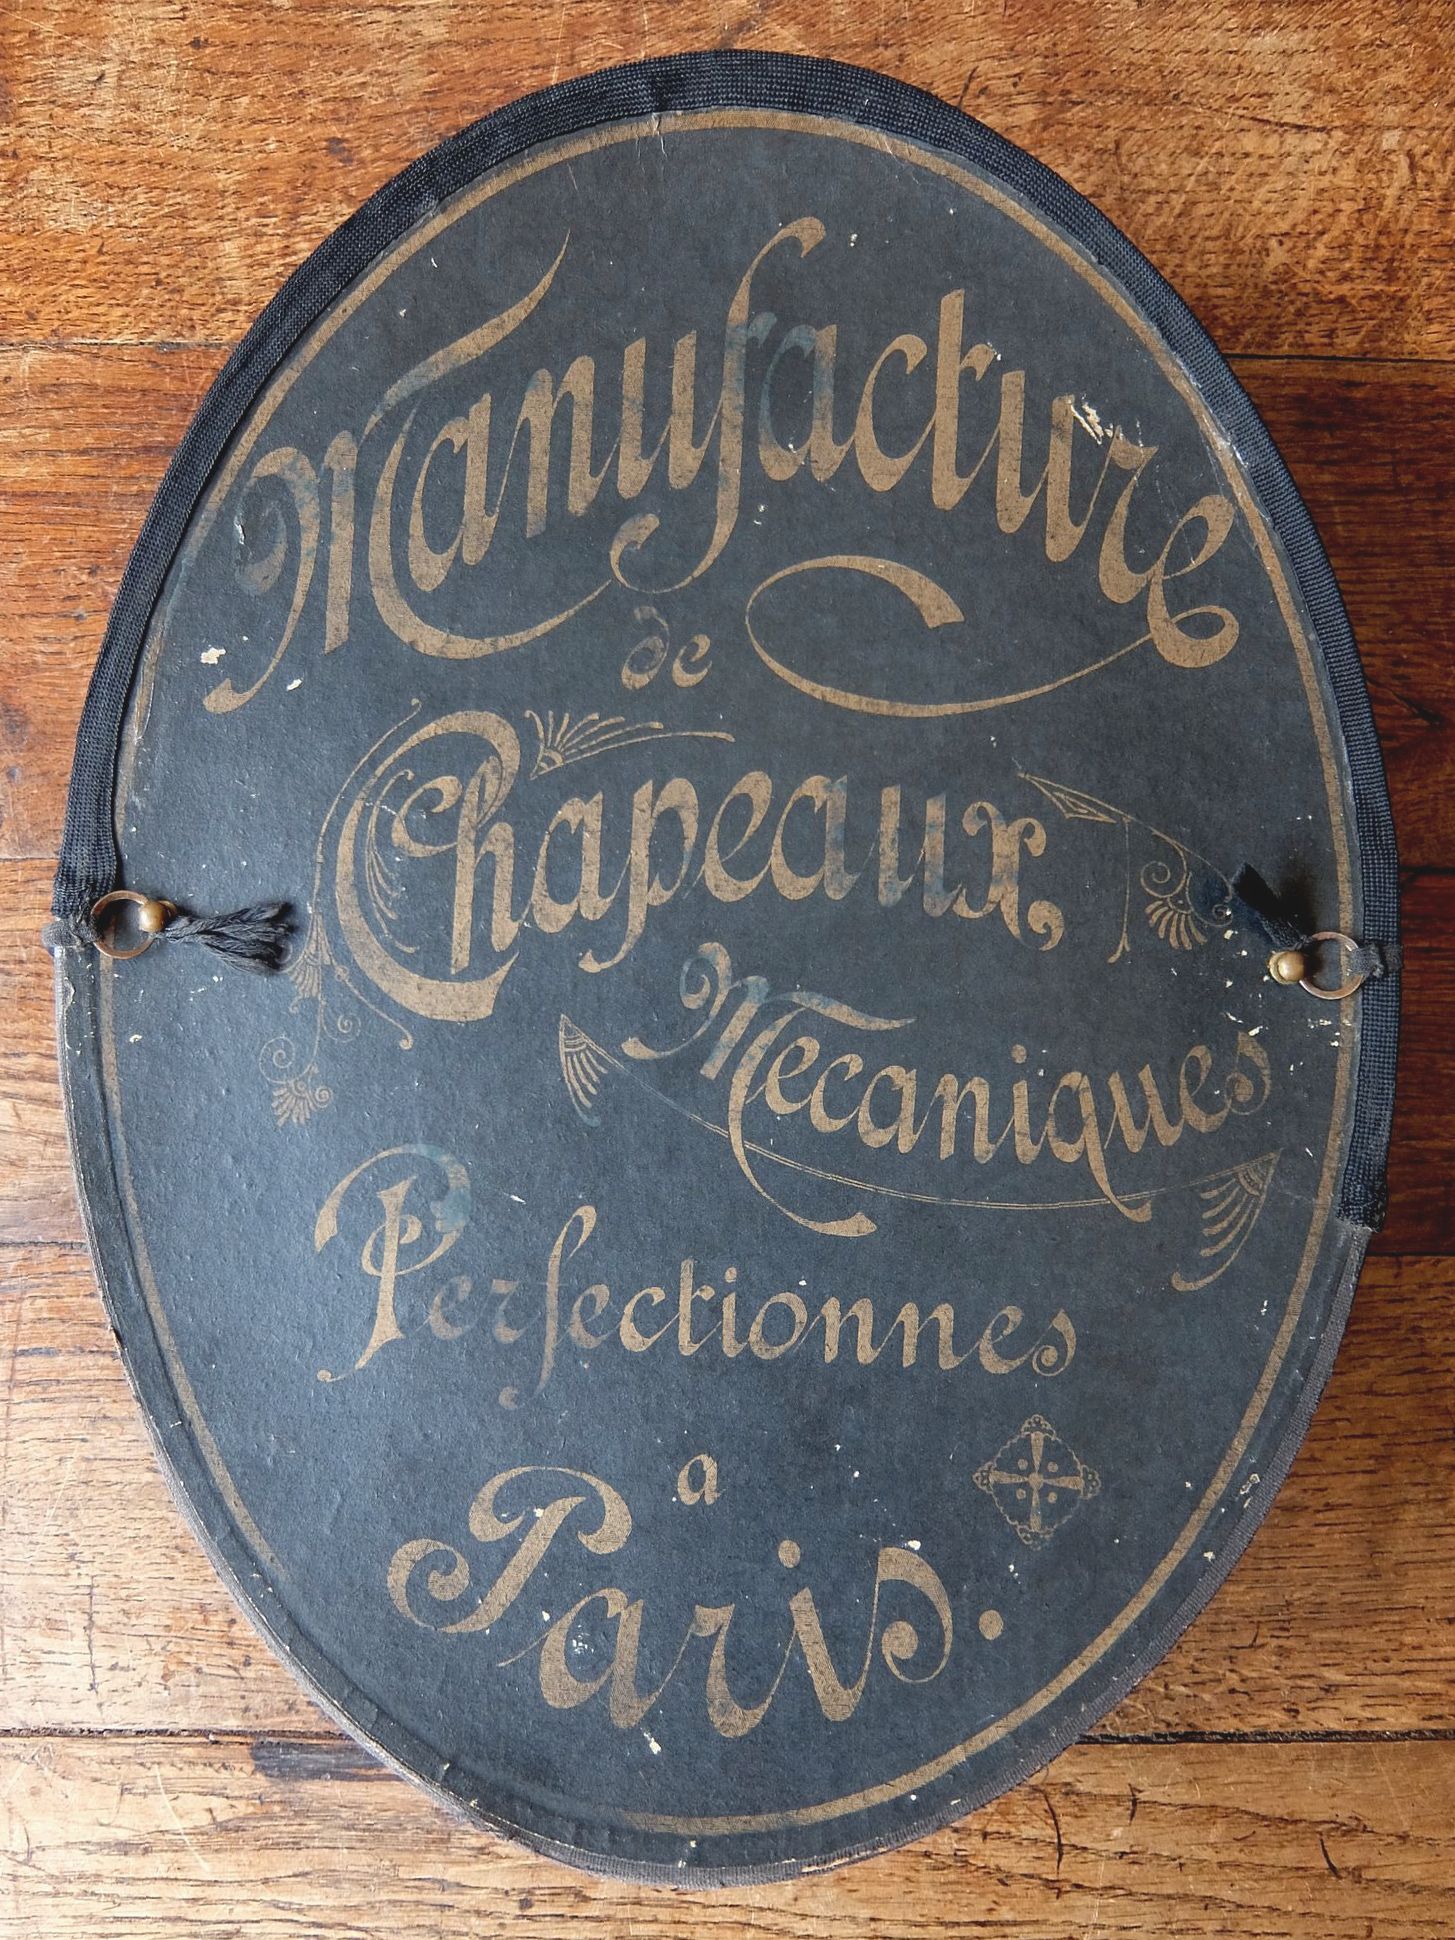 Manufacture
de
Chapeaux
Mecaniques
Perfectionnes
a
Paris.